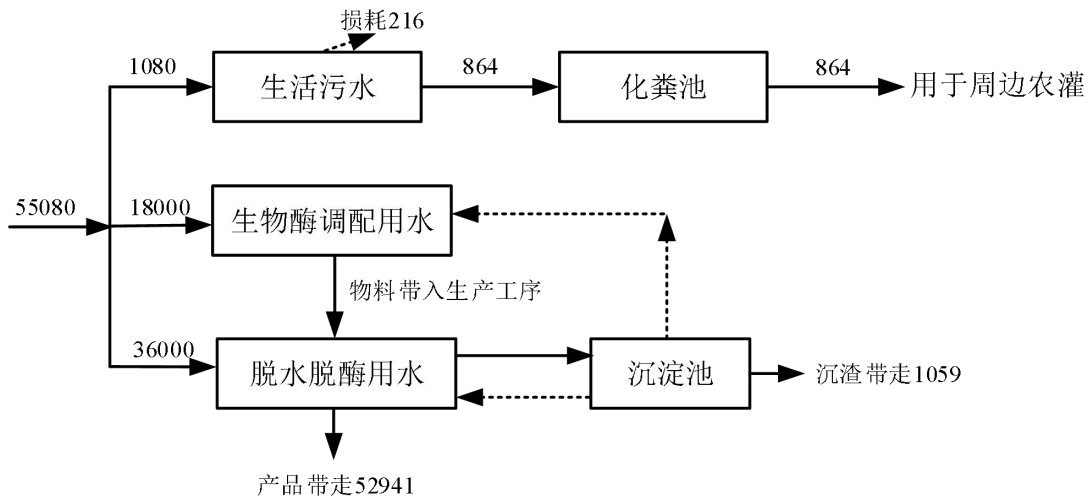 损耗216
1080
生活污水
864
化粪池
864
用于周边农灌
55080
18000
生物酶调配用水
物料带入生产工序
36000
脱水脱酶用水
沉淀池
沉渣带走1059
产品带走52941